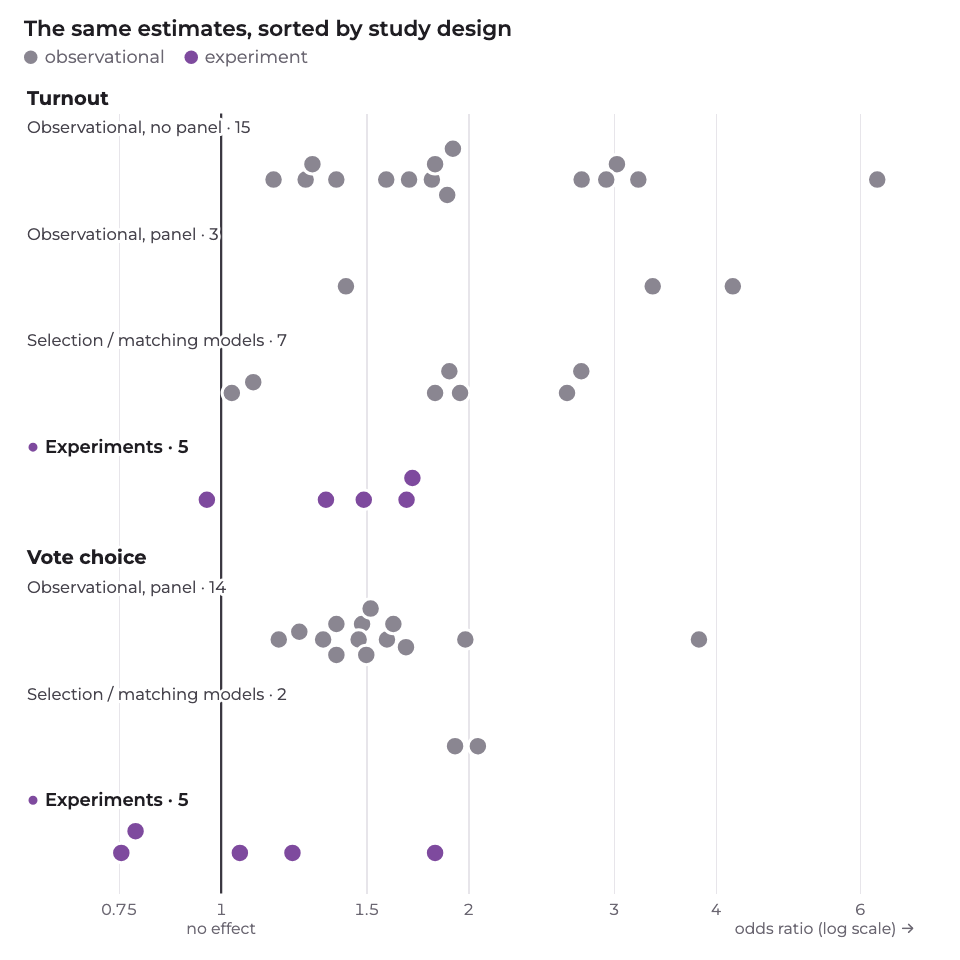 The same estimates, sorted by study design
observational experiment
Turnout
Observational, no panel · 15
Observational, panel · 3
Selection / matching models · 7
Experiments · 5
Vote choice
Observational, panel · 14
Selection / matching models · 2
Experiments · 5
0.75 1 1.5 2 3 4 6
no effect odds ratio (log scale) →